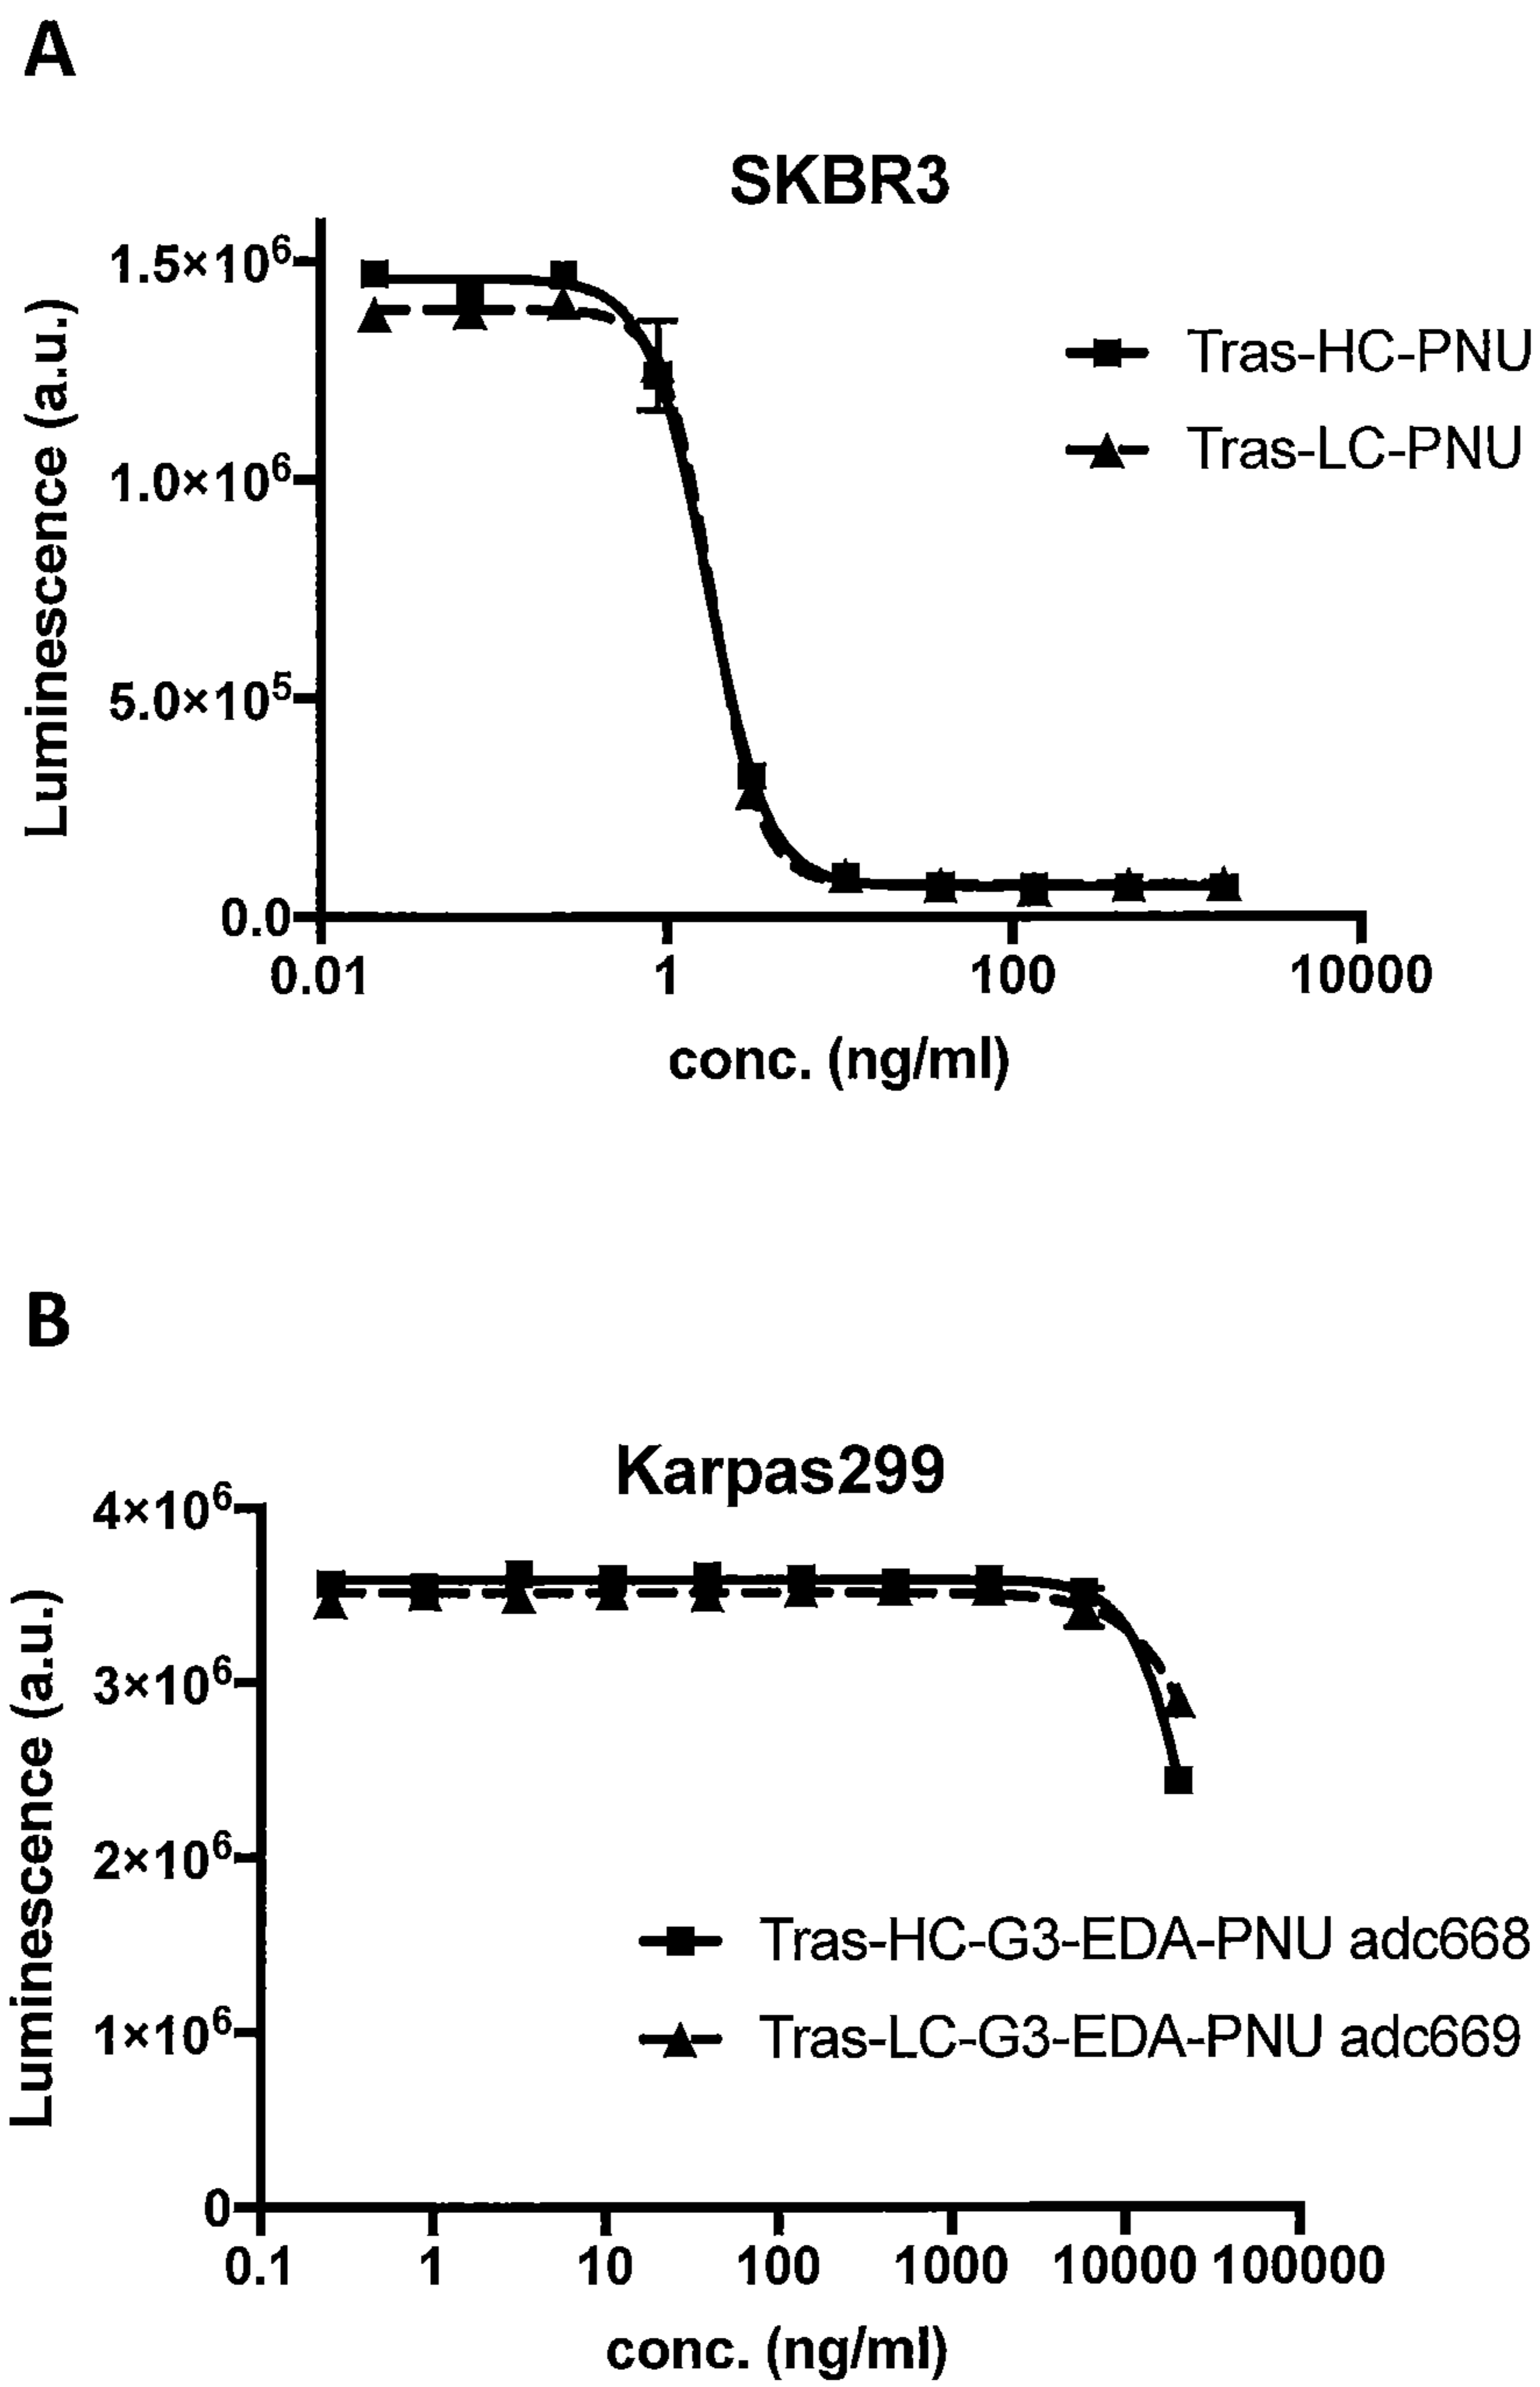 A
SKBR3
Luminescence (a.u.)
1.5×10⁶
1.0×10⁶
5.0×10⁵
0.0
0.01 1 100 10000
conc. (ng/ml)
Tras-HC-PNU
Tras-LC-PNU
B
Karpas299
Luminescence (a.u.)
4×10⁶
3×10⁶
2×10⁶
1×10⁶
0
0.1 1 10 100 1000 10000 100000
conc. (ng/ml)
Tras-HC-G3-EDA-PNU adc668
Tras-LC-G3-EDA-PNU adc669